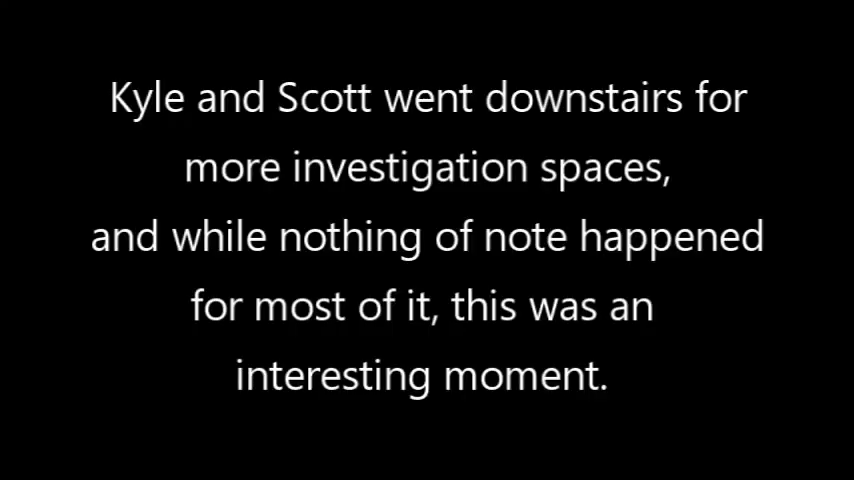 Kyle and Scott went downstairs for
more investigation spaces,
and while nothing of note happened
for most of it, this was an
interesting moment.